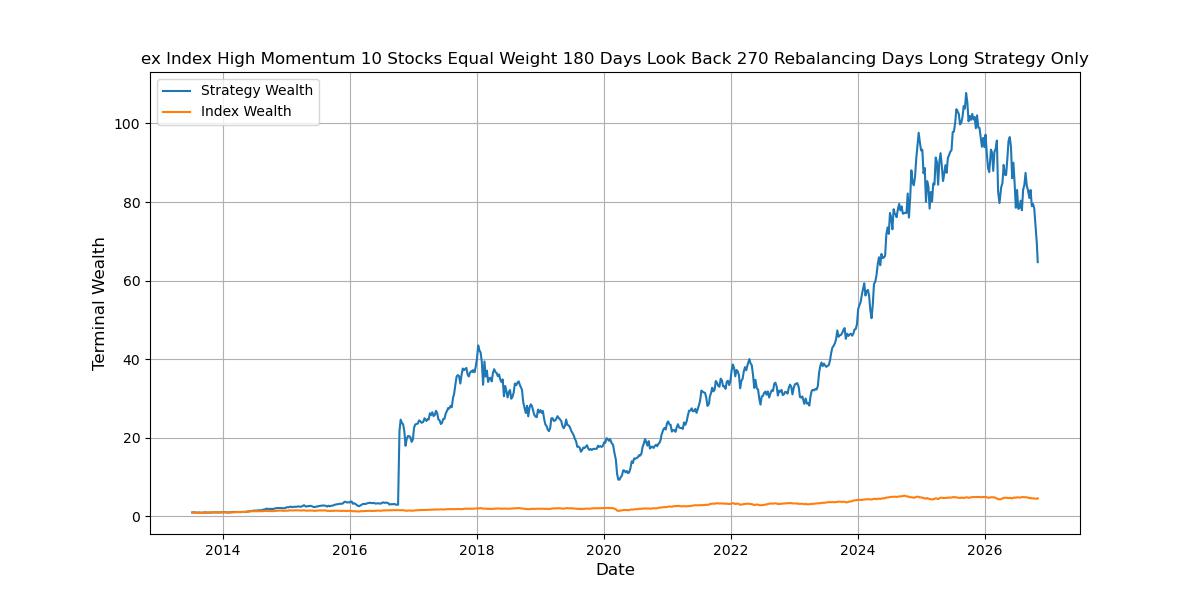 ex Index High Momentum 10 Stocks Equal Weight 180 Days Look Back 270 Rebalancing Days Long Strategy Only
Strategy Wealth
Index Wealth
Terminal Wealth
100
80
60
40
20
0
2014 2016 2018 2020 2022 2024 2026
Date